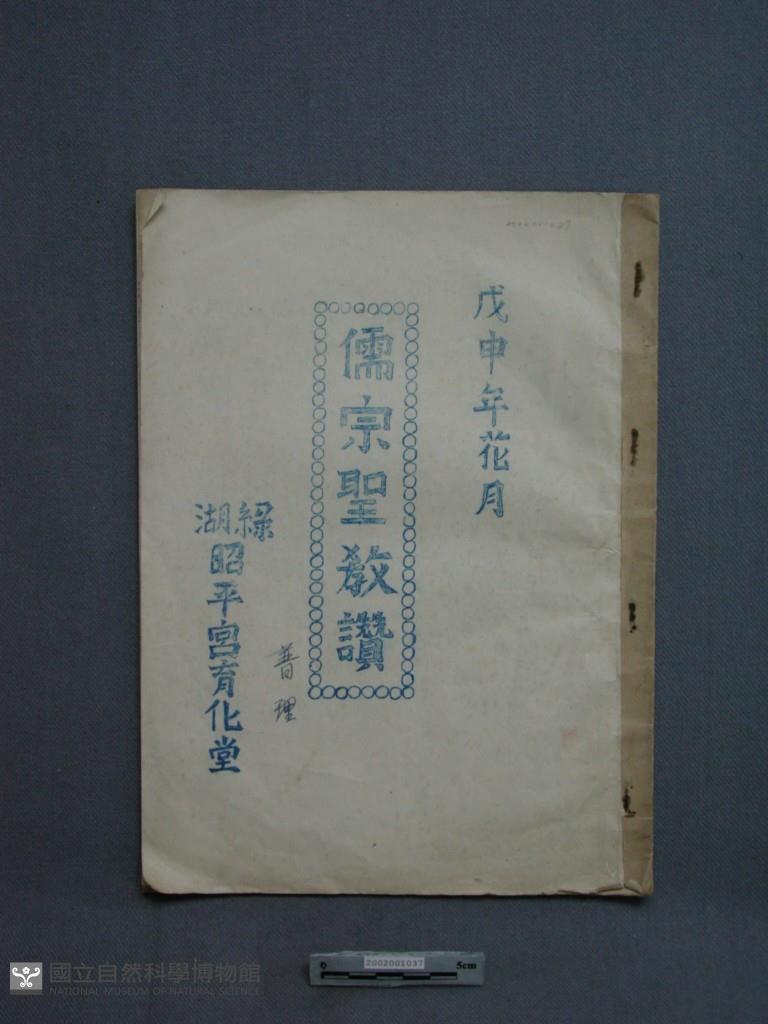 戊申年花月
儒宗聖教讚
普理
綠湖
昭平宮育化堂
2002001037
5cm
國立自然科學博物館
NATIONAL MUSEUM OF NATURAL SCIENCE